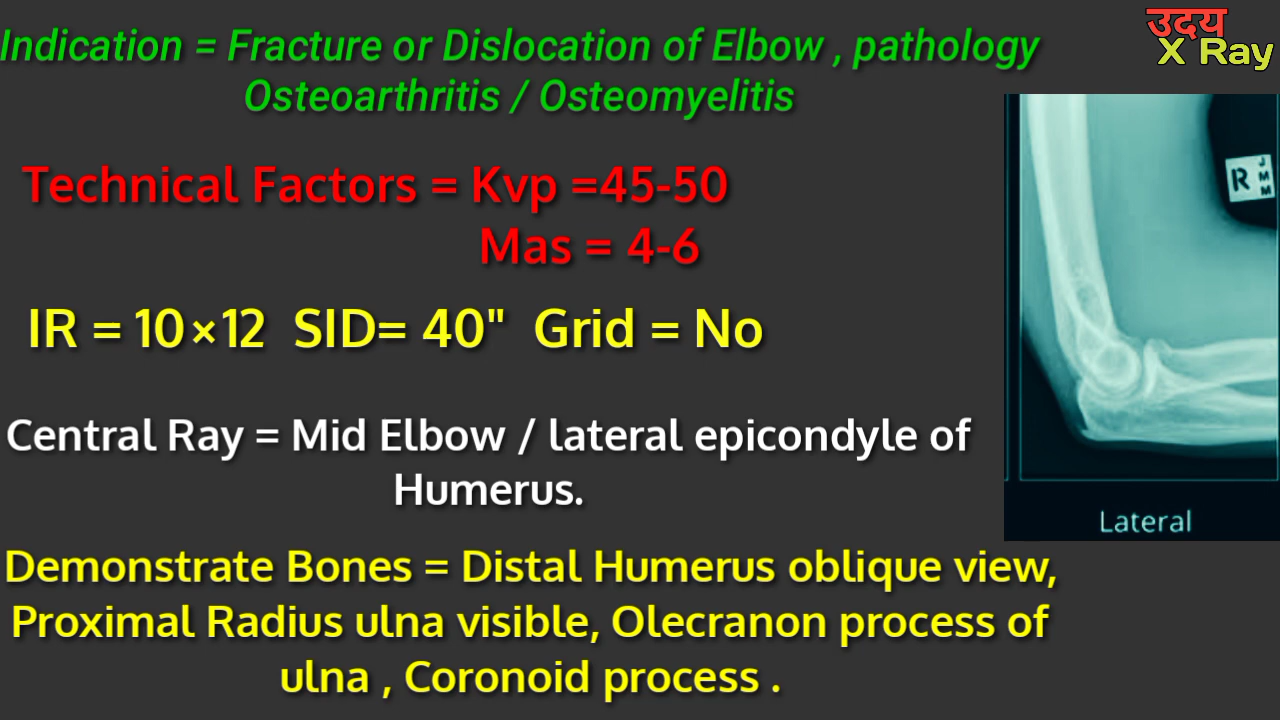 उदय
X Ray
Indication = Fracture or Dislocation of Elbow , pathology
Osteoarthritis / Osteomyelitis
Technical Factors = Kvp =45-50
Mas = 4-6
IR = 10×12 SID= 40" Grid = No
Central Ray = Mid Elbow / lateral epicondyle of
Humerus.
Demonstrate Bones = Distal Humerus oblique view,
Proximal Radius ulna visible, Olecranon process of
ulna , Coronoid process .
R JMM
Lateral